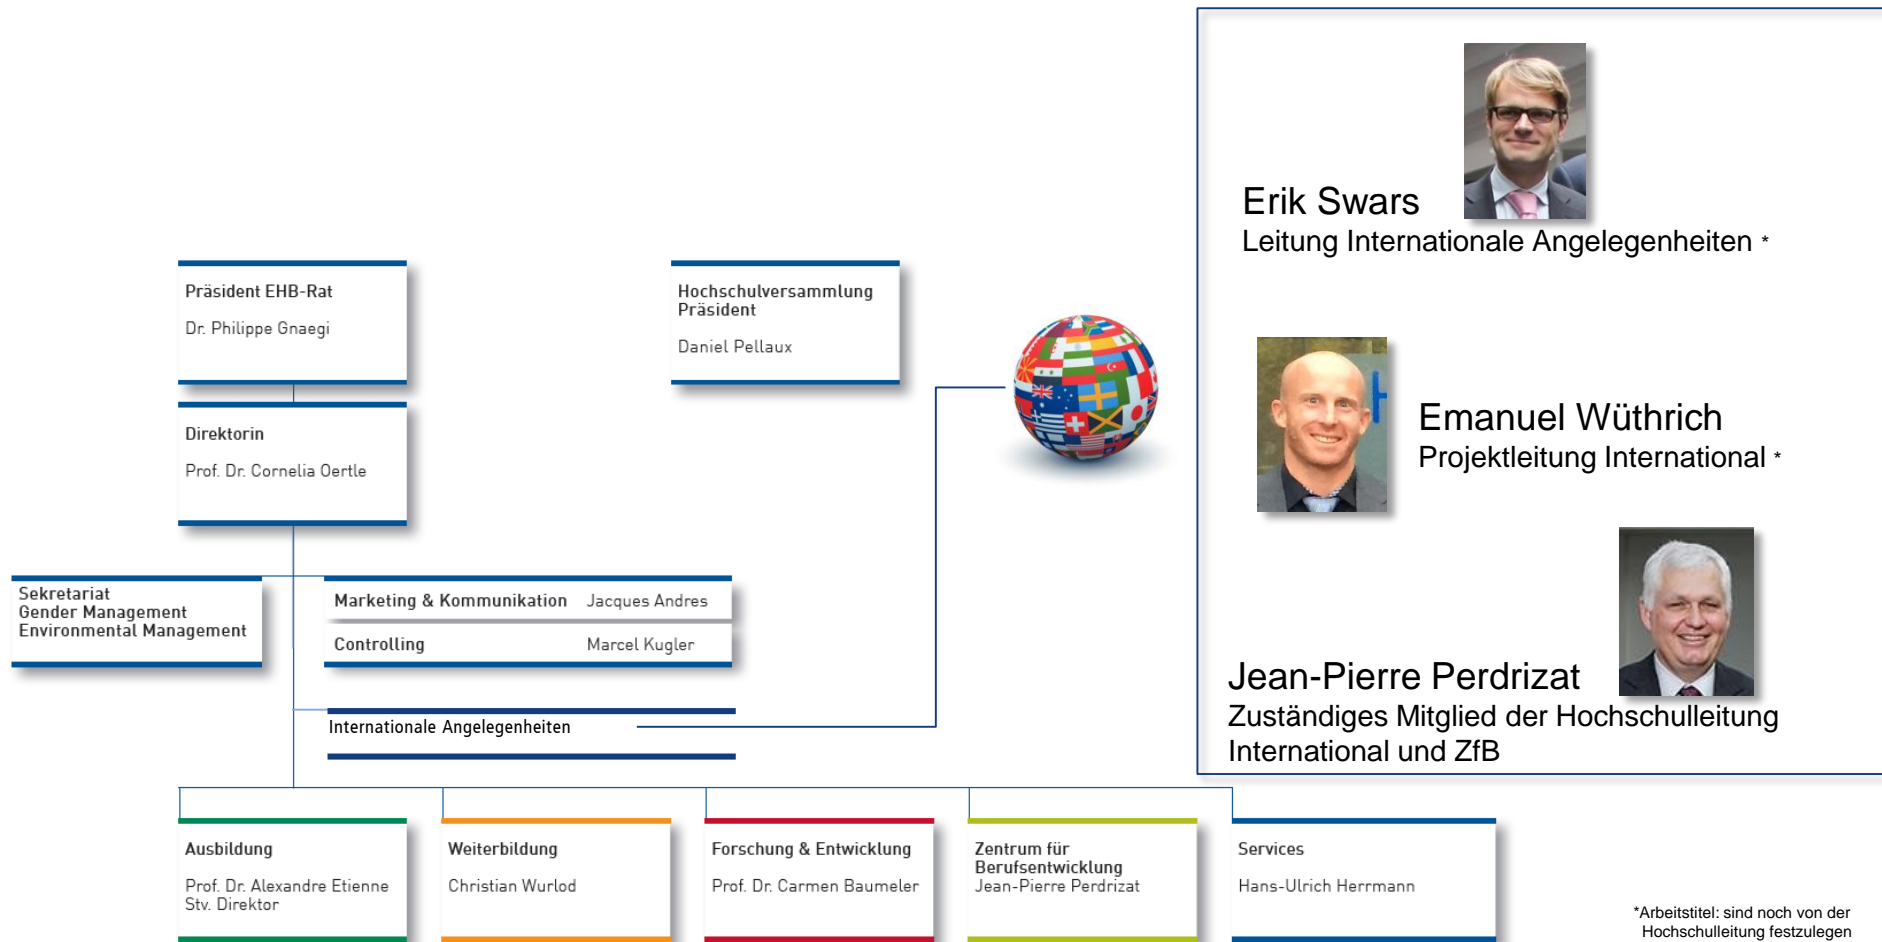 Erik Swars
Leitung Internationale Angelegenheiten *
Präsident EHB-Rat
Dr. Philippe Gnaegi
Hochschulversammlung
Präsident
Daniel Pellaux
Direktorin
Prof. Dr. Cornelia Oertle
Emanuel Wüthrich
Projektleitung International *
Sekretariat
Gender Management
Environmental Management
Marketing & Kommunikation Jacques Andres
Controlling Marcel Kugler
Internationale Angelegenheiten
Jean-Pierre Perdrizat
Zuständiges Mitglied der Hochschulleitung
International und ZfB
Ausbildung
Prof. Dr. Alexandre Etienne
Stv. Direktor
Weiterbildung
Christian Wurlod
Forschung & Entwicklung
Prof. Dr. Carmen Baumeler
Zentrum für
Berufsentwicklung
Jean-Pierre Perdrizat
Services
Hans-Ulrich Herrmann
*Arbeitstitel: sind noch von der
Hochschulleitung festzulegen